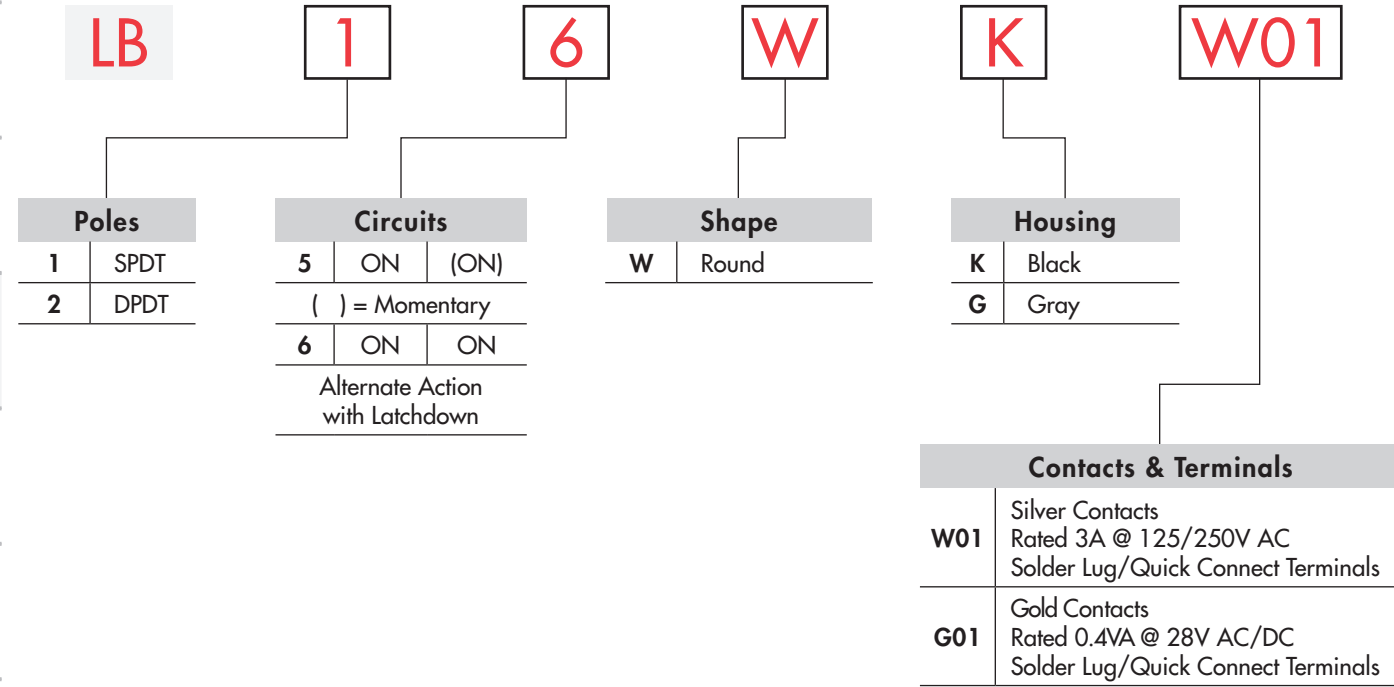 LB 1 6 W K W01
Poles
1 SPDT
2 DPDT
Circuits
5 ON (ON)
( ) = Momentary
6 ON ON
Alternate Action
with Latchdown
Shape
W Round
Housing
K Black
G Gray
Contacts & Terminals
W01
Silver Contacts
Rated 3A @ 125/250V AC
Solder Lug/Quick Connect Terminals
G01
Gold Contacts
Rated 0.4VA @ 28V AC/DC
Solder Lug/Quick Connect Terminals